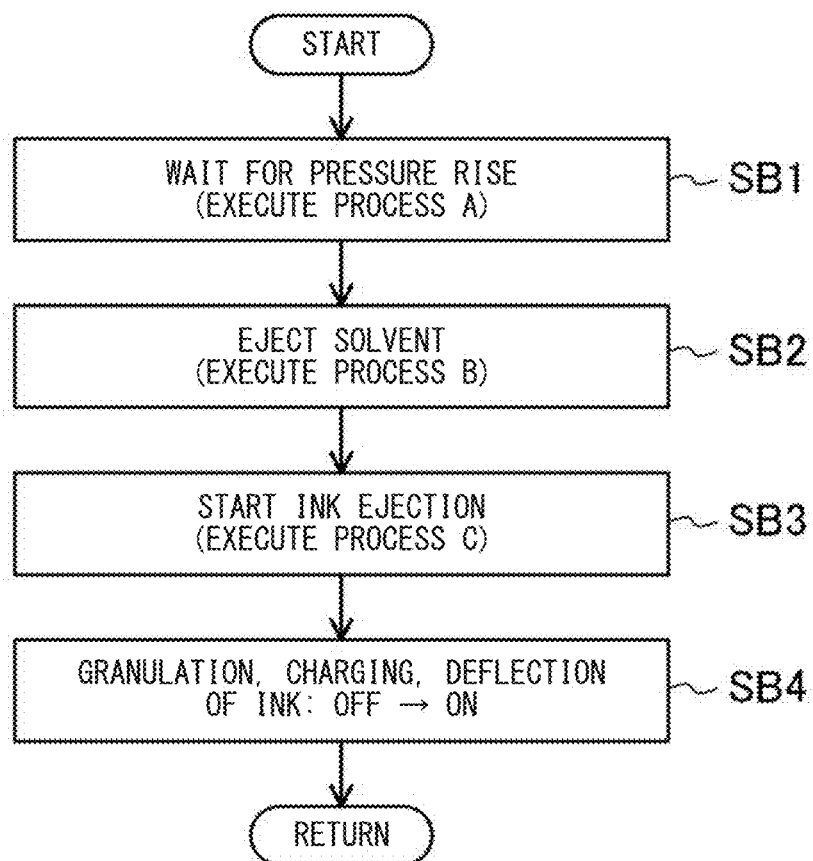 START
WAIT FOR PRESSURE RISE
(EXECUTE PROCESS A)
SB1
EJECT SOLVENT
(EXECUTE PROCESS B)
SB2
START INK EJECTION
(EXECUTE PROCESS C)
SB3
GRANULATION, CHARGING, DEFLECTION
OF INK: OFF → ON
SB4
RETURN